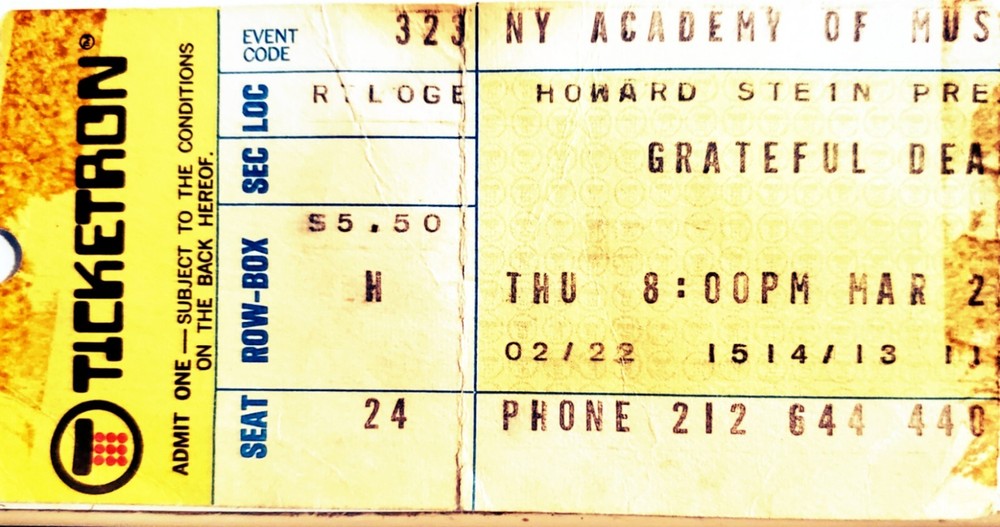 TICKETRON®
ADMIT ONE — SUBJECT TO THE CONDITIONS
ON THE BACK HEREOF.
EVENT CODE 323
LOC RT LOGE
SEC
$5.50
ROW-BOX H
SEAT 24
NY ACADEMY OF MUS
HOWARD STEIN PRE
GRATEFUL DEA
THU 8:00PM MAR 2
02/22 1514/13 11
PHONE 212 644 440